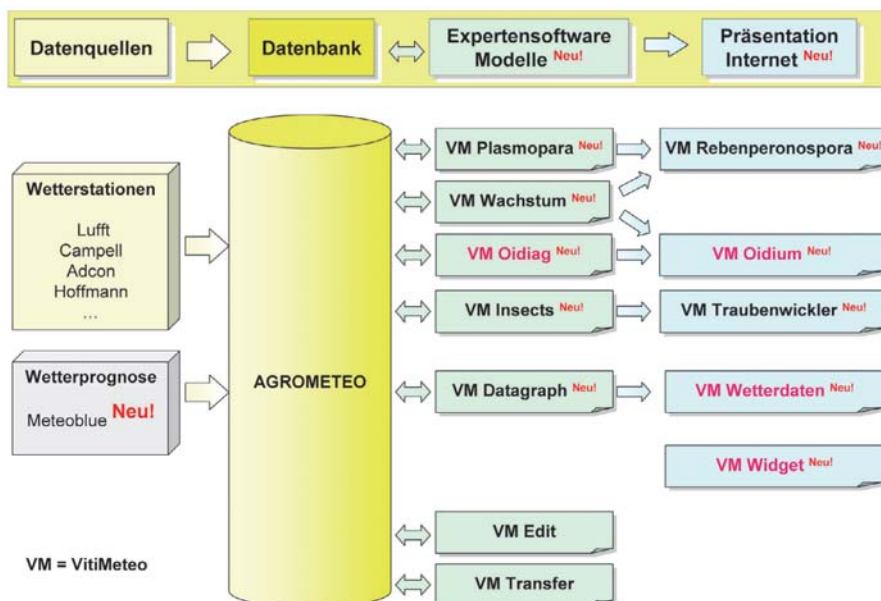 Datenquellen
Datenbank
Expertensoftware
Modelle Neu!
Präsentation
Internet Neu!
Wetterstationen
Lufft
Campell
Adcon
Hoffmann
...
Wetterprognose
Meteoblue Neu!
AGROMETEO
VM Plasmopara Neu!
VM Rebenperonospora Neu!
VM Wachstum Neu!
VM Oidiag Neu!
VM Oidium Neu!
VM Insects Neu!
VM Traubenwickler Neu!
VM Datagraph Neu!
VM Wetterdaten Neu!
VM Widget Neu!
VM Edit
VM Transfer
VM = VitiMeteo